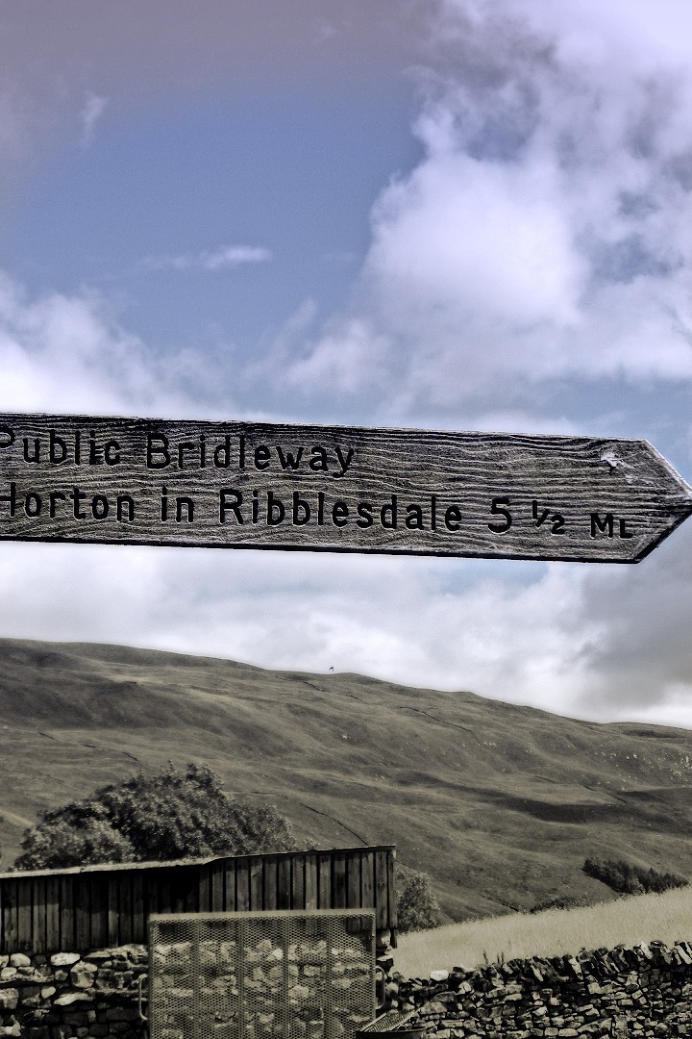 Public Bridleway
Horton in Ribblesdale 5 ½ ML